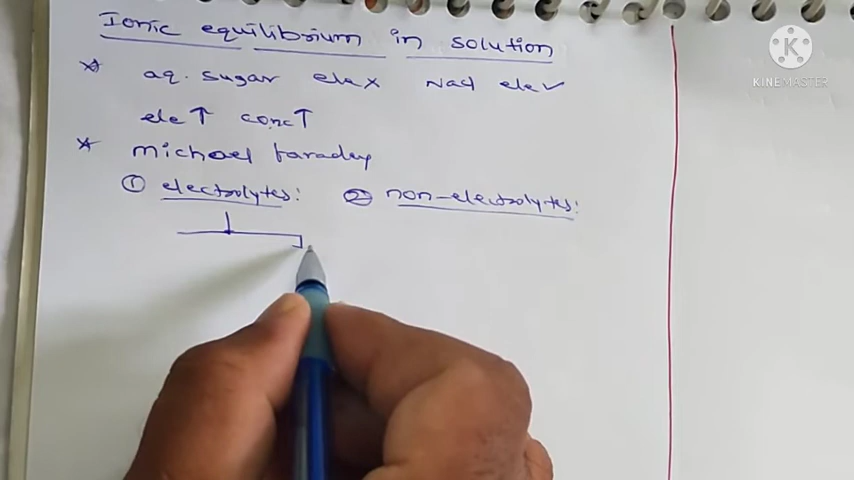 Ionic equilibrium in solution
* aq. sugar ele x Nacl ele ✓
ele ↑ conc ↑
* michael faraday
① electrolytes: ② non-electrolytes:
KINEMASTER